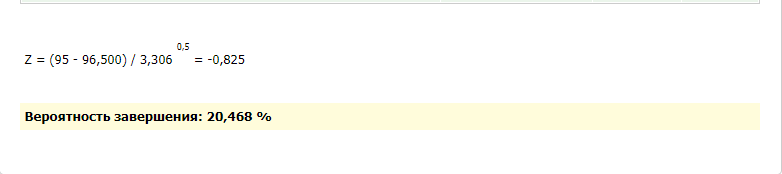 Z = (95 - 96,500) / 3,306 0,5 = -0,825
Вероятность завершения: 20,468 %